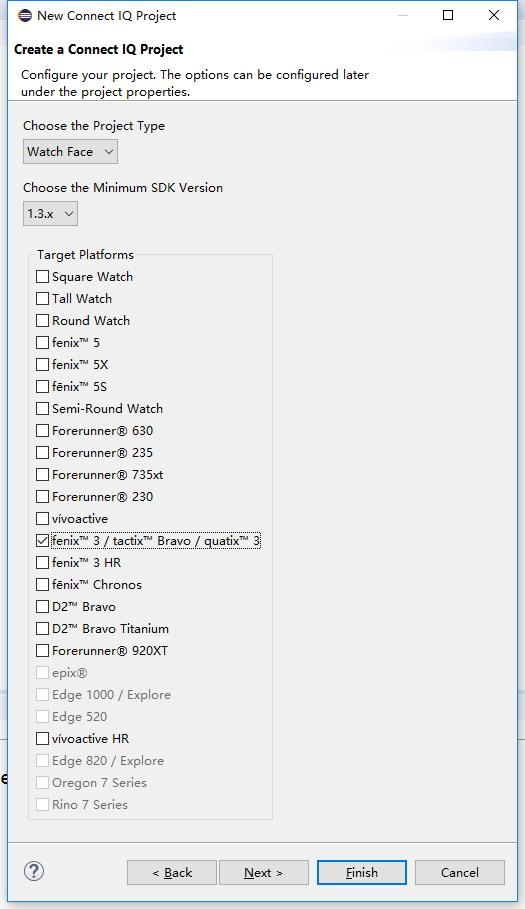 New Connect IQ Project
Create a Connect IQ Project
Configure your project. The options can be configured later
under the project properties.
Choose the Project Type
Watch Face
Choose the Minimum SDK Version
1.3.x
Target Platforms
Square Watch
Tall Watch
Round Watch
fenix™ 5
fenix™ 5X
fēnix™ 5S
Semi-Round Watch
Forerunner® 630
Forerunner® 235
Forerunner® 735xt
Forerunner® 230
vívoactive
fenix™ 3 / tactix™ Bravo / quatix™ 3
fenix™ 3 HR
fēnix™ Chronos
D2™ Bravo
D2™ Bravo Titanium
Forerunner® 920XT
epix®
Edge 1000 / Explore
Edge 520
vívoactive HR
Edge 820 / Explore
Oregon 7 Series
Rino 7 Series
?
< Back
Next >
Finish
Cancel